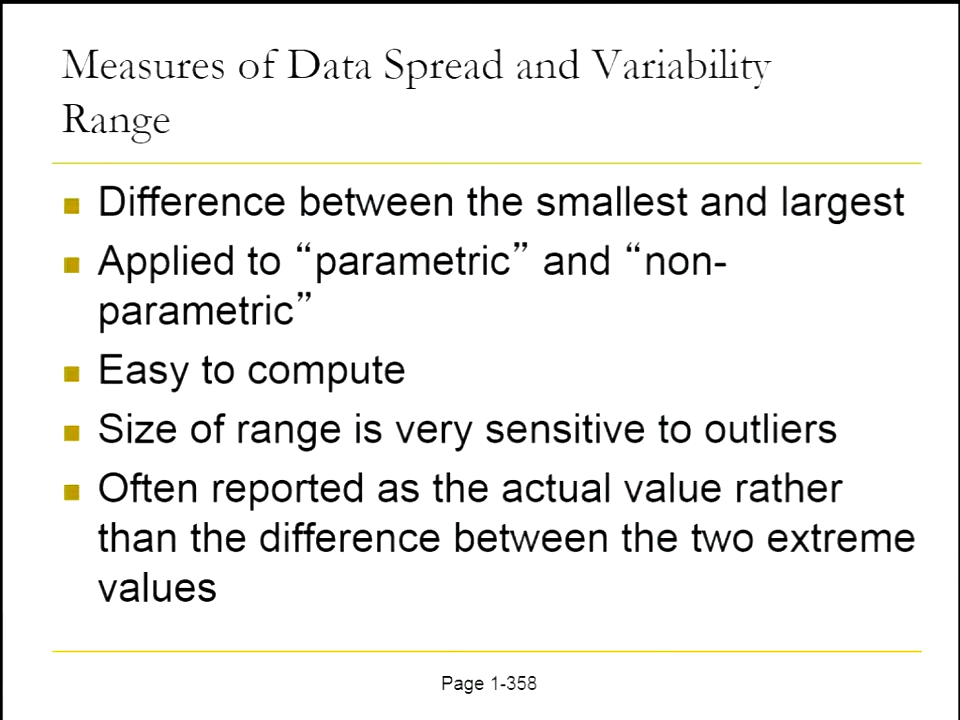 Measures of Data Spread and Variability
Range
Difference between the smallest and largest
Applied to “parametric” and “non-
parametric”
Easy to compute
Size of range is very sensitive to outliers
Often reported as the actual value rather
than the difference between the two extreme
values
Page 1-358